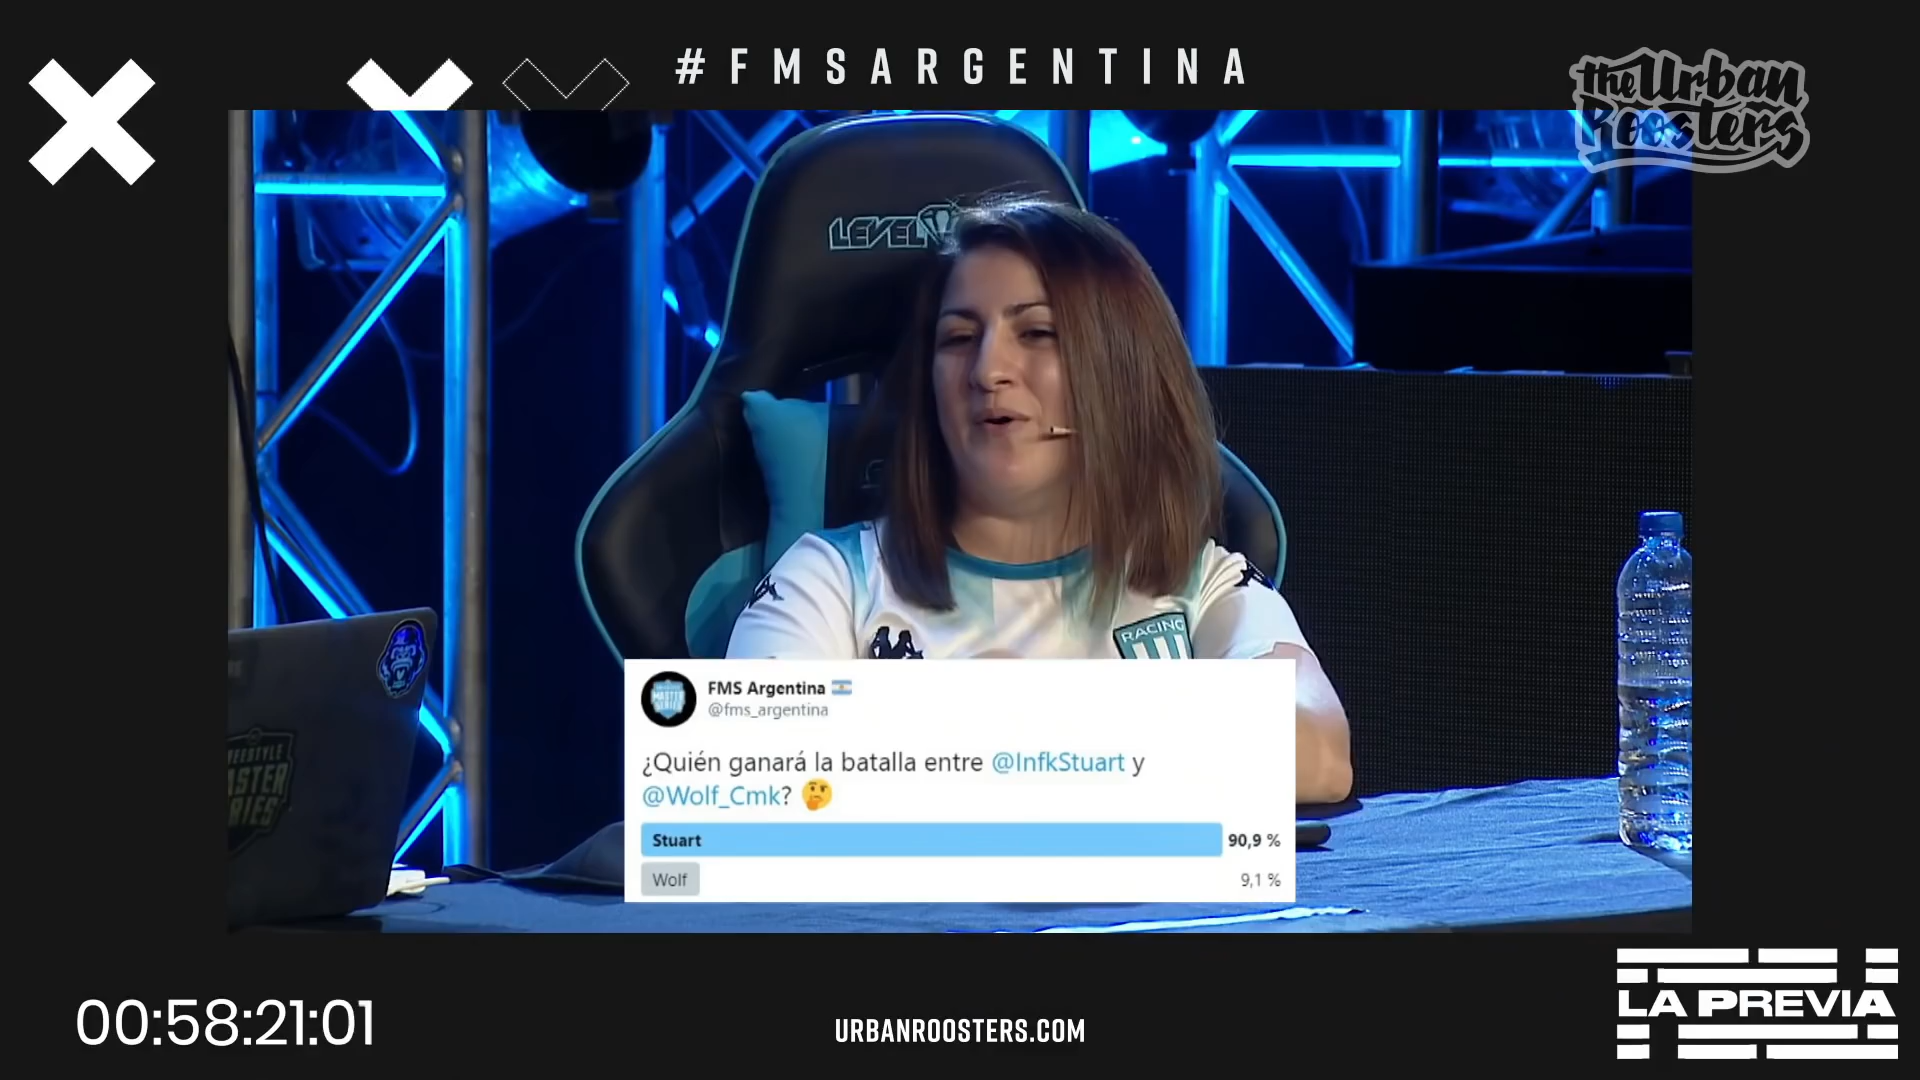 #FMSARGENTINA
the Urban
Roosters
LEVEL
RACING
FMS Argentina
@fms_argentina
¿Quién ganará la batalla entre @InfkStuart y
@Wolf_Cmk? 🤔
Stuart 90,9 %
Wolf 9,1 %
00:58:21:01
URBANROOSTERS.COM
LA PREVIA